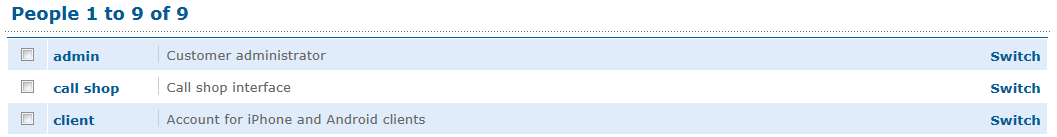 People 1 to 9 of 9
admin Customer administrator Switch
call shop Call shop interface Switch
client Account for iPhone and Android clients Switch